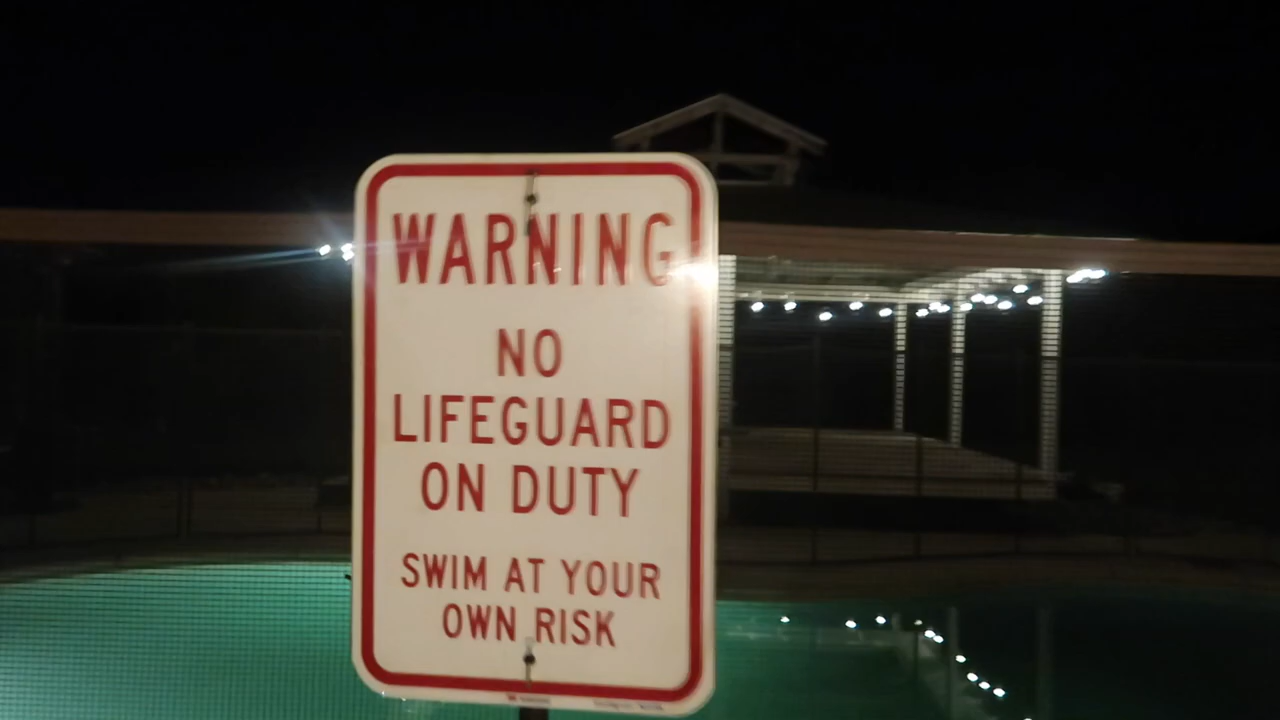 WARNING
NO
LIFEGUARD
ON DUTY
SWIM AT YOUR
OWN RISK